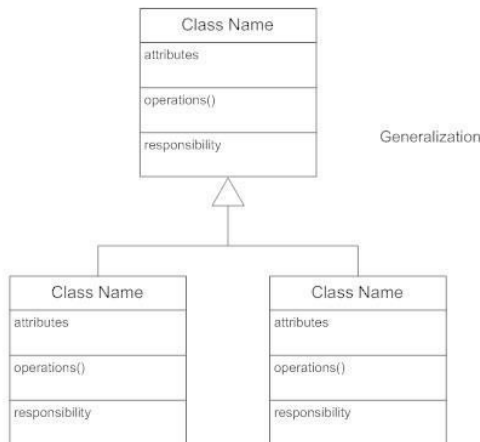 Class Name
attributes
operations()
responsibility
Generalization
Class Name
attributes
operations()
responsibility
Class Name
attributes
operations()
responsibility